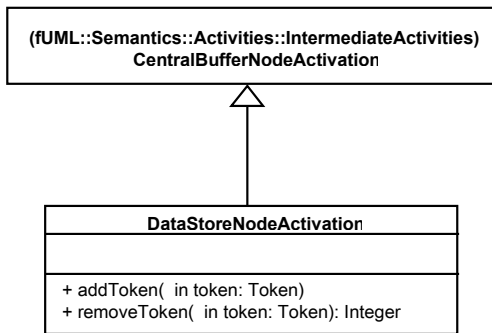 (fUML::Semantics::Activities::IntermediateActivities)
CentralBufferNodeActivation
DataStoreNodeActivation
+ addToken(  in token: Token)
+ removeToken(  in token: Token): Integer